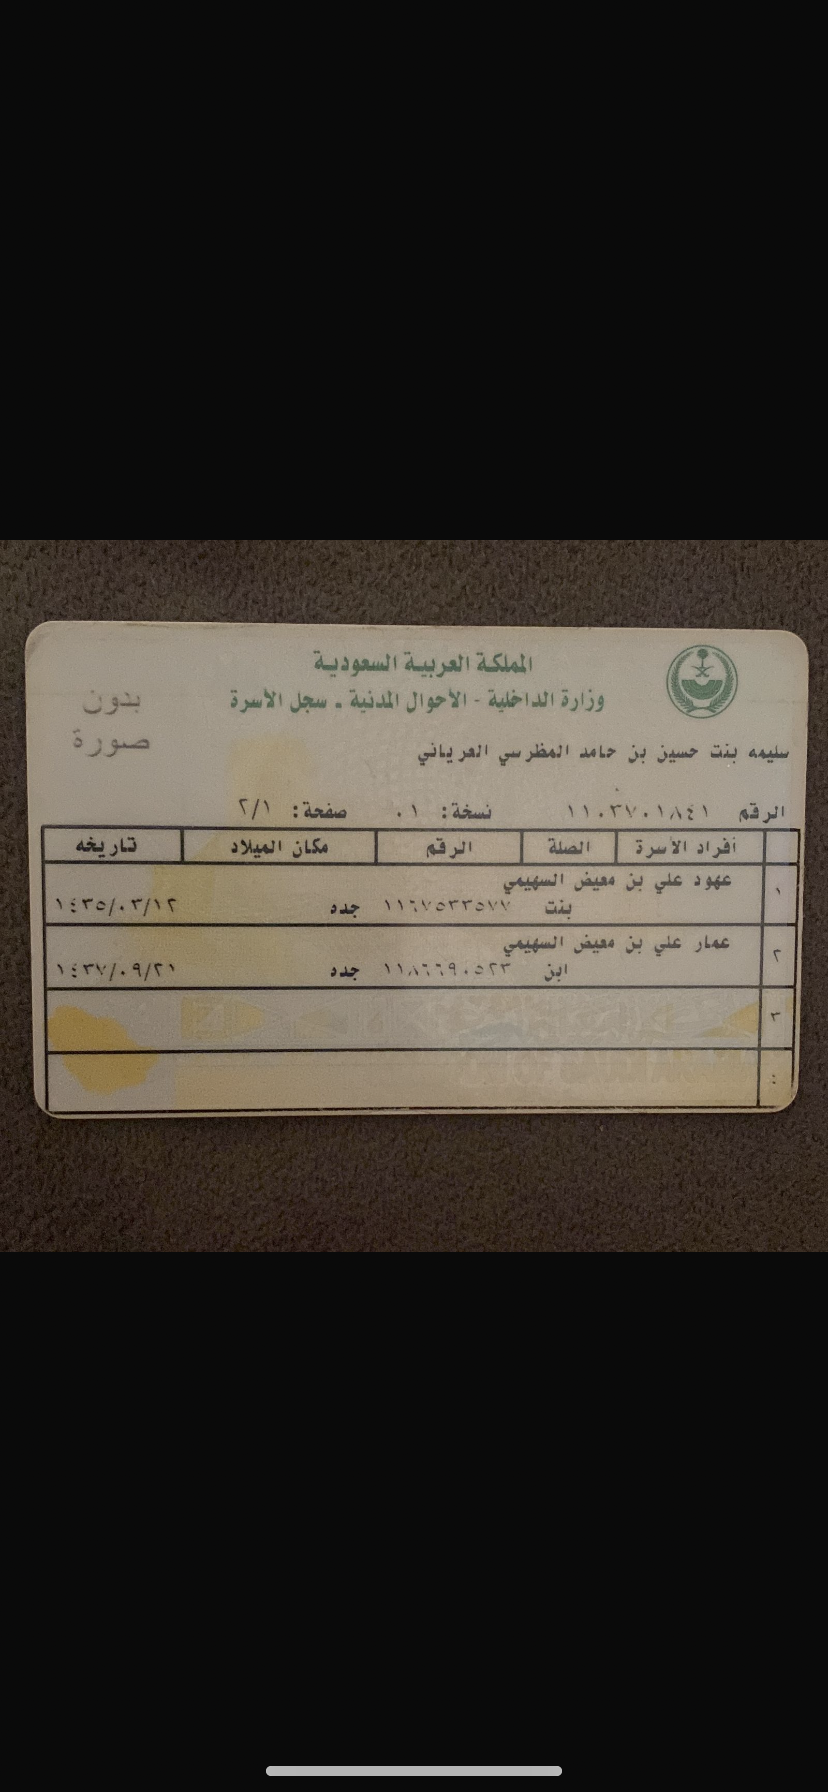 المملكة العربية السعودية
وزارة الداخلية - الأحوال المدنية - سجل الأسرة
بدون
صورة
سليمه بنت حسين بن حامد المظرسي العرياني
الرقم ١١٠٣٧٠١٨٤١ نسخة: ٠١ صفحة: ٢/١
أفراد الأسرة الصلة الرقم مكان الميلاد تاريخه
١ عهود علي بن معيض السهيمي
بنت ١١٦٧٥٣٣٥٧٧ جده ١٤٣٥/٠٣/١٢
٢ عمار علي بن معيض السهيمي
ابن ١١٨٦٦٩٠٥٢٣ جده ١٤٣٧/٠٩/٢١
٣
٤